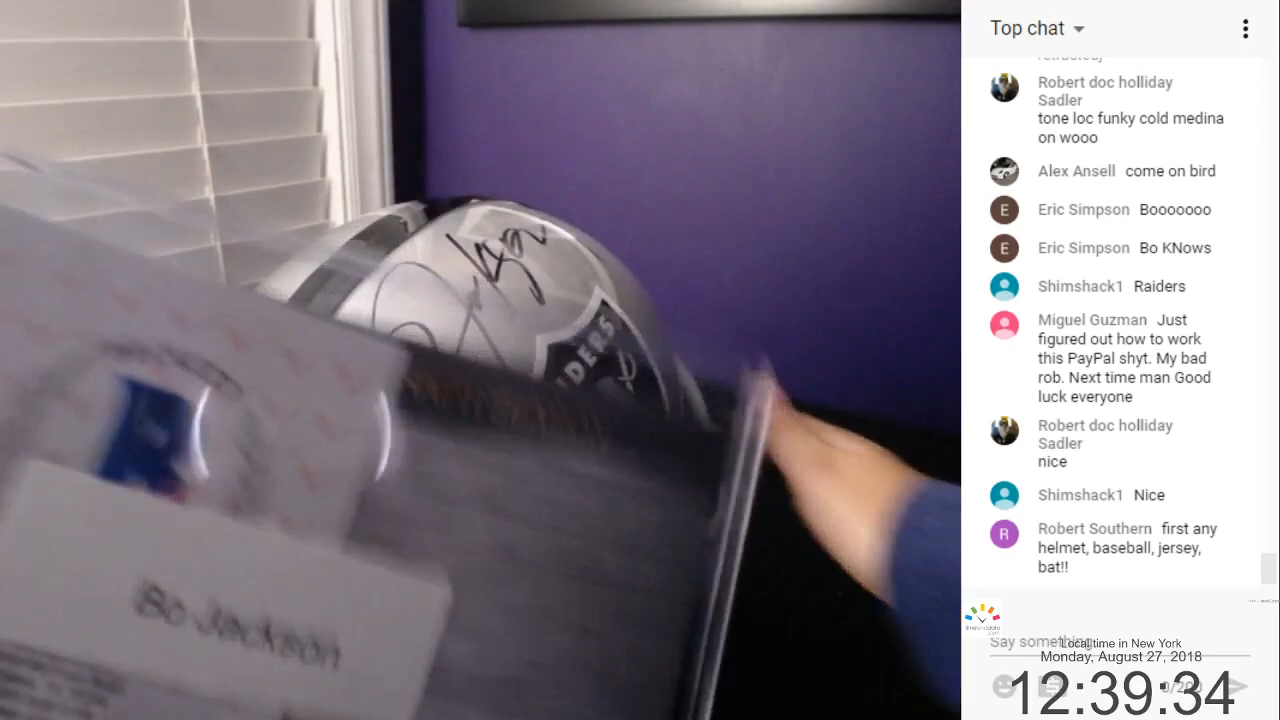 Top chat
Robert doc holliday
Sadler
tone loc funky cold medina
on wooo
Alex Ansell come on bird
Eric Simpson Booooooo
Eric Simpson Bo KNows
Shimshack1 Raiders
Miguel Guzman Just
figured out how to work
this PayPal shyt. My bad
rob. Next time man Good
luck everyone
Robert doc holliday
Sadler
nice
Shimshack1 Nice
Robert Southern first any
helmet, baseball, jersey,
bat!!
E
E
R
Say something...
Local time in New York
Monday, August 27, 2018
12:39:34
Bo Jackson